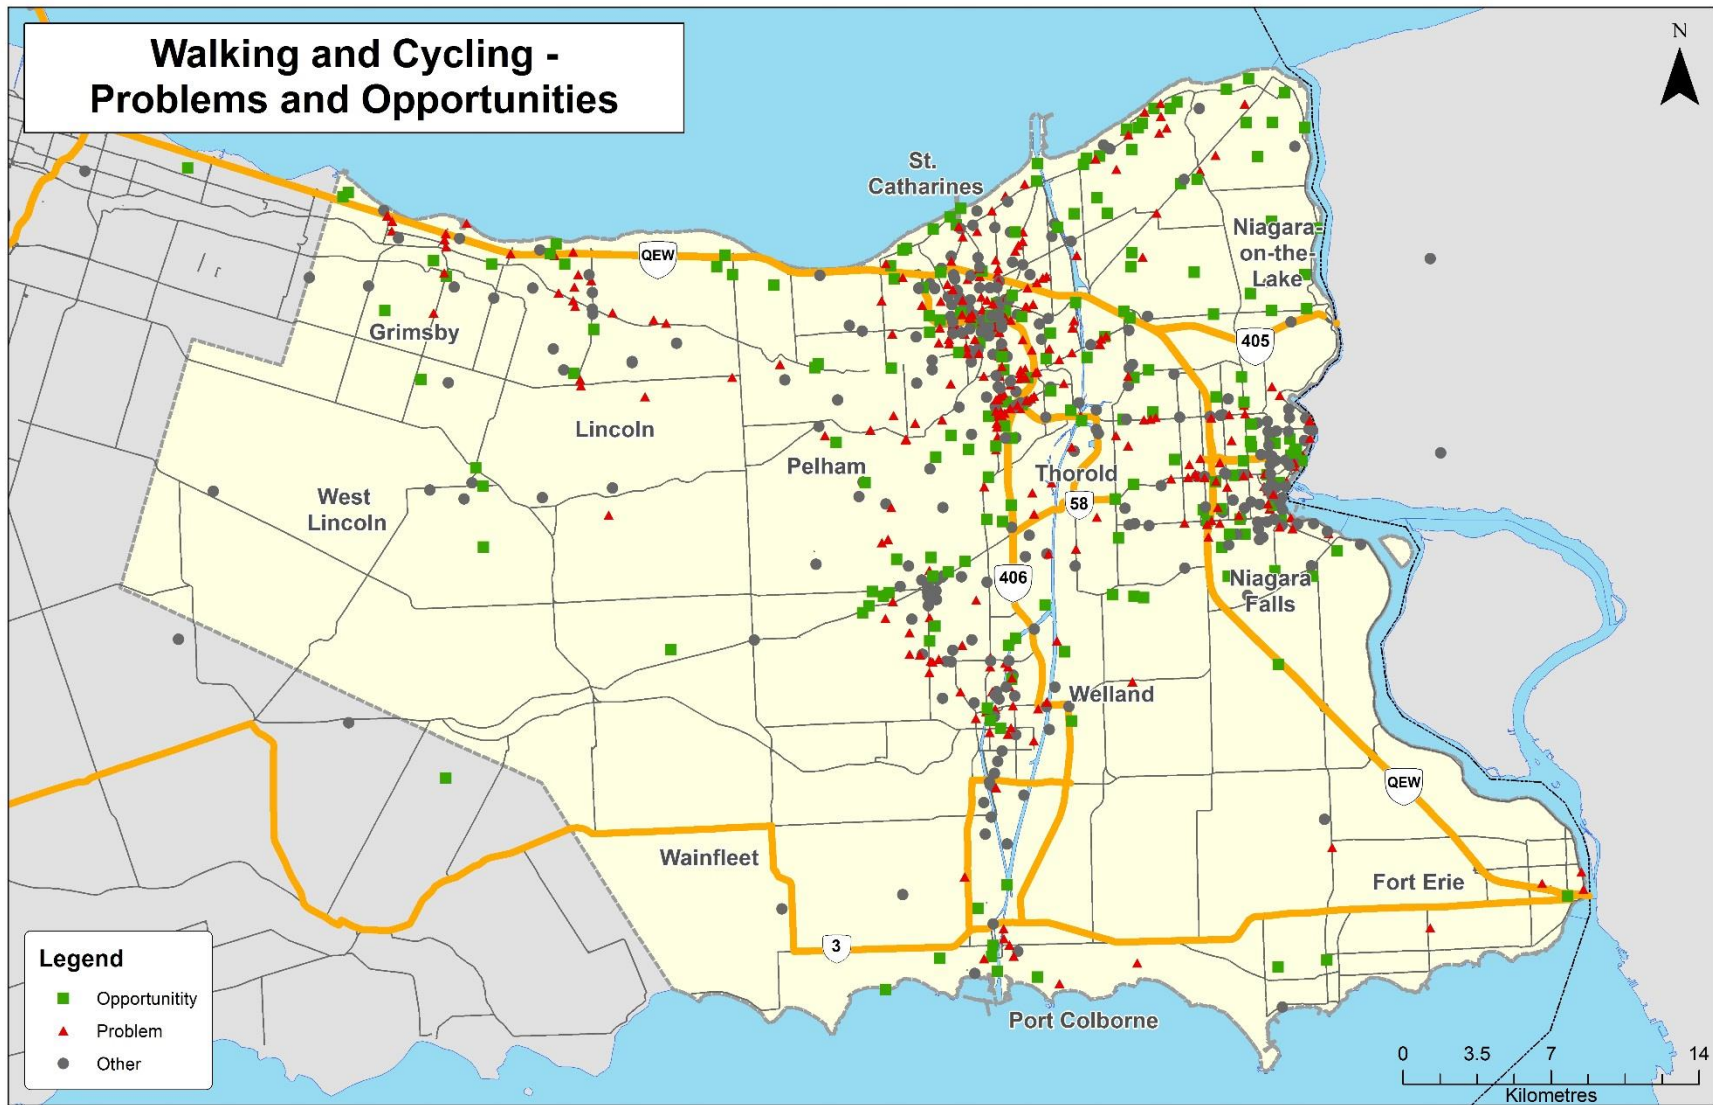 Walking and Cycling -
Problems and Opportunities
N
St.
Catharines
Niagara-
on-the-
Lake
QEW
Grimsby
405
Lincoln
Pelham
Thorold
West
Lincoln
58
406
Niagara
Falls
Welland
QEW
Wainfleet
Fort Erie
3
Legend
Opportunitity
Problem
Other
Port Colborne
0 3.5 7 14
Kilometres